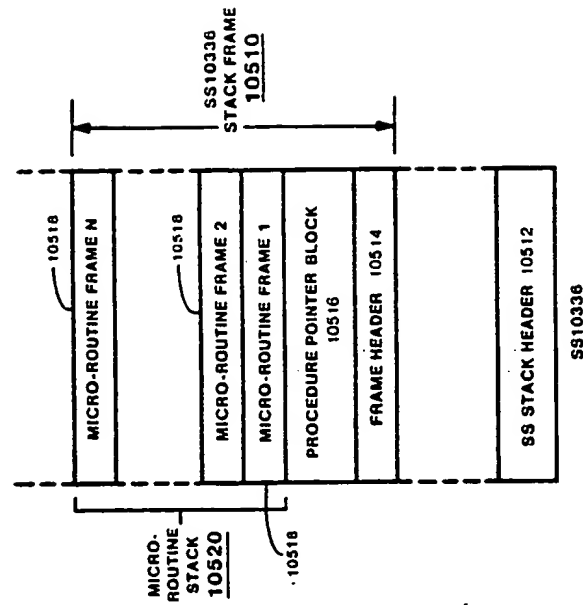 SS10336
STACK FRAME
10510
10518
MICRO-ROUTINE FRAME N
10518
MICRO-ROUTINE FRAME 2
MICRO-ROUTINE FRAME 1
PROCEDURE POINTER BLOCK
10516
FRAME HEADER 10514
SS STACK HEADER 10512
SS10336
MICRO-
ROUTINE
STACK
10520
10518